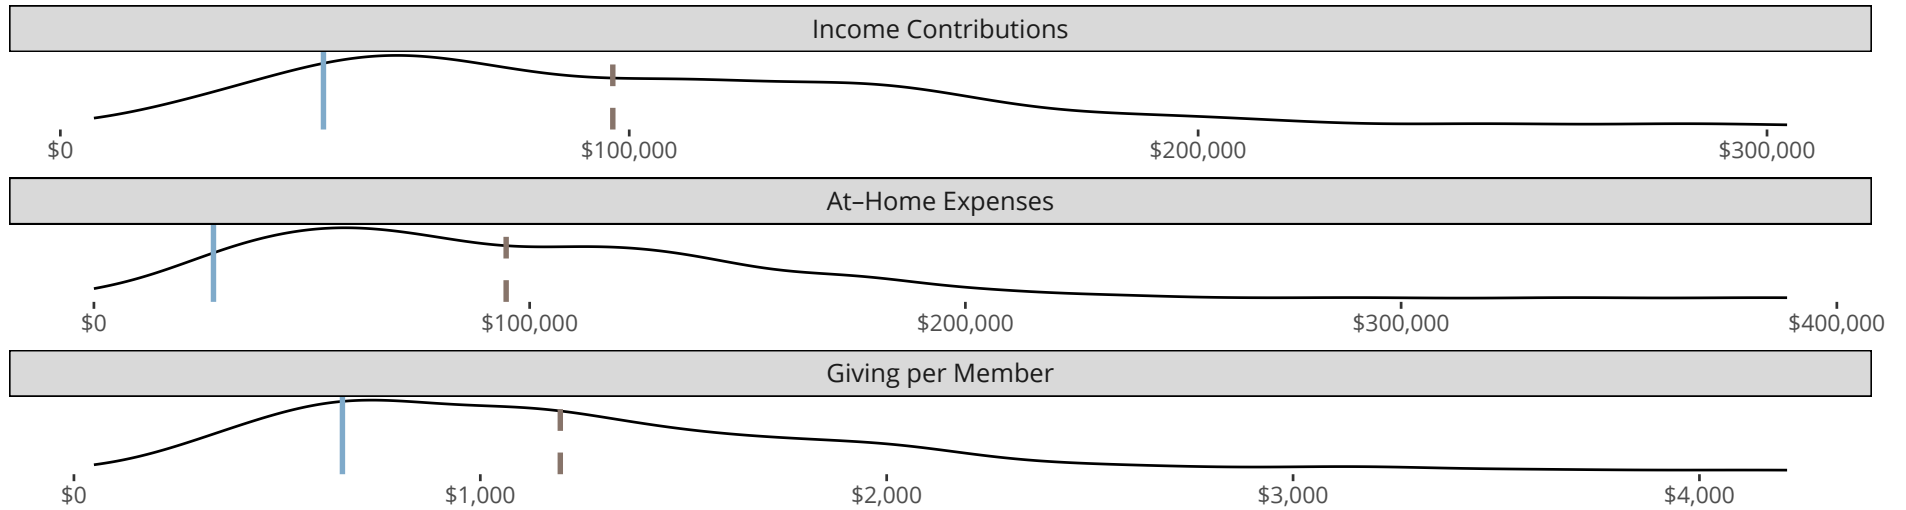 Income Contributions
$0 $100,000 $200,000 $300,000
At–Home Expenses
$0 $100,000 $200,000 $300,000 $400,000
Giving per Member
$0 $1,000 $2,000 $3,000 $4,000